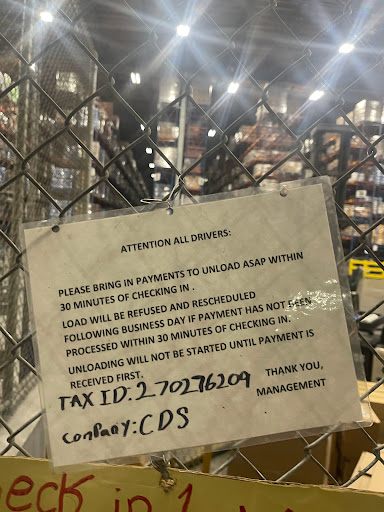 ATTENTION ALL DRIVERS:
PLEASE BRING IN PAYMENTS TO UNLOAD ASAP WITHIN
30 MINUTES OF CHECKING IN .
LOAD WILL BE REFUSED AND RESCHEDULED
FOLLOWING BUSINESS DAY IF PAYMENT HAS NOT BEEN
PROCESSED WITHIN 30 MINUTES OF CHECKING IN.
UNLOADING WILL NOT BE STARTED UNTIL PAYMENT IS
RECEIVED FIRST.
THANK YOU,
MANAGEMENT
TAX ID: 270276209
Company: CDS
check in